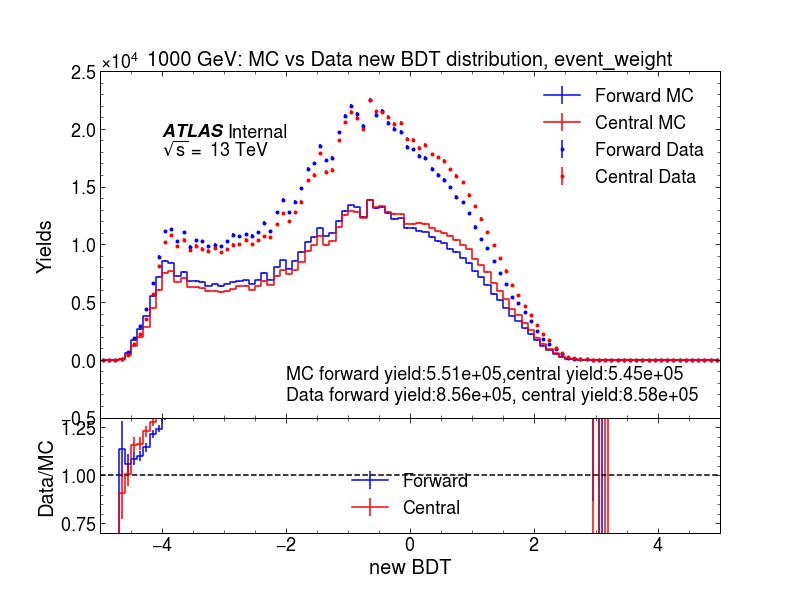 ×10⁴ 1000 GeV: MC vs Data new BDT distribution, event_weight
2.5
2.0
1.5
1.0
0.5
0.0
0.5
Yields
ATLAS Internal
√s = 13 TeV
Forward MC
Central MC
Forward Data
Central Data
MC forward yield:5.51e+05,central yield:5.45e+05
Data forward yield:8.56e+05, central yield:8.58e+05
1.25
1.00
0.75
Data/MC
Forward
Central
−4 −2 0 2 4
new BDT